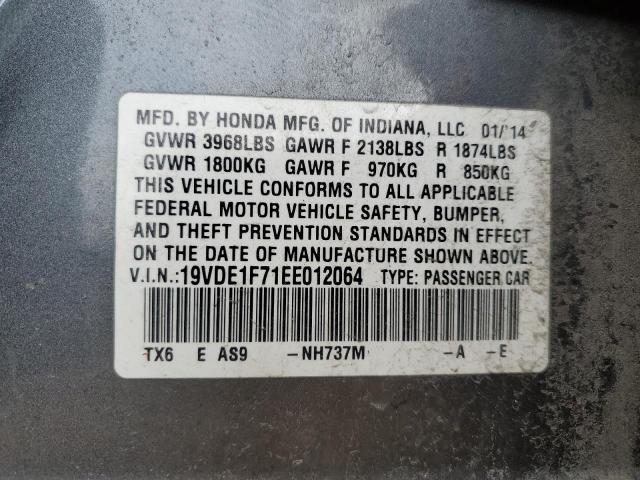 MFD. BY HONDA MFG. OF INDIANA, LLC 01/'14
GVWR 3968LBS GAWR F 2138LBS R 1874LBS
GVWR 1800KG GAWR F 970KG R 850KG
THIS VEHICLE CONFORMS TO ALL APPLICABLE
FEDERAL MOTOR VEHICLE SAFETY, BUMPER,
AND THEFT PREVENTION STANDARDS IN EFFECT
ON THE DATE OF MANUFACTURE SHOWN ABOVE.
V.I.N.:19VDE1F71EE012064 TYPE: PASSENGER CAR
TX6 E AS9 -NH737M -A -E